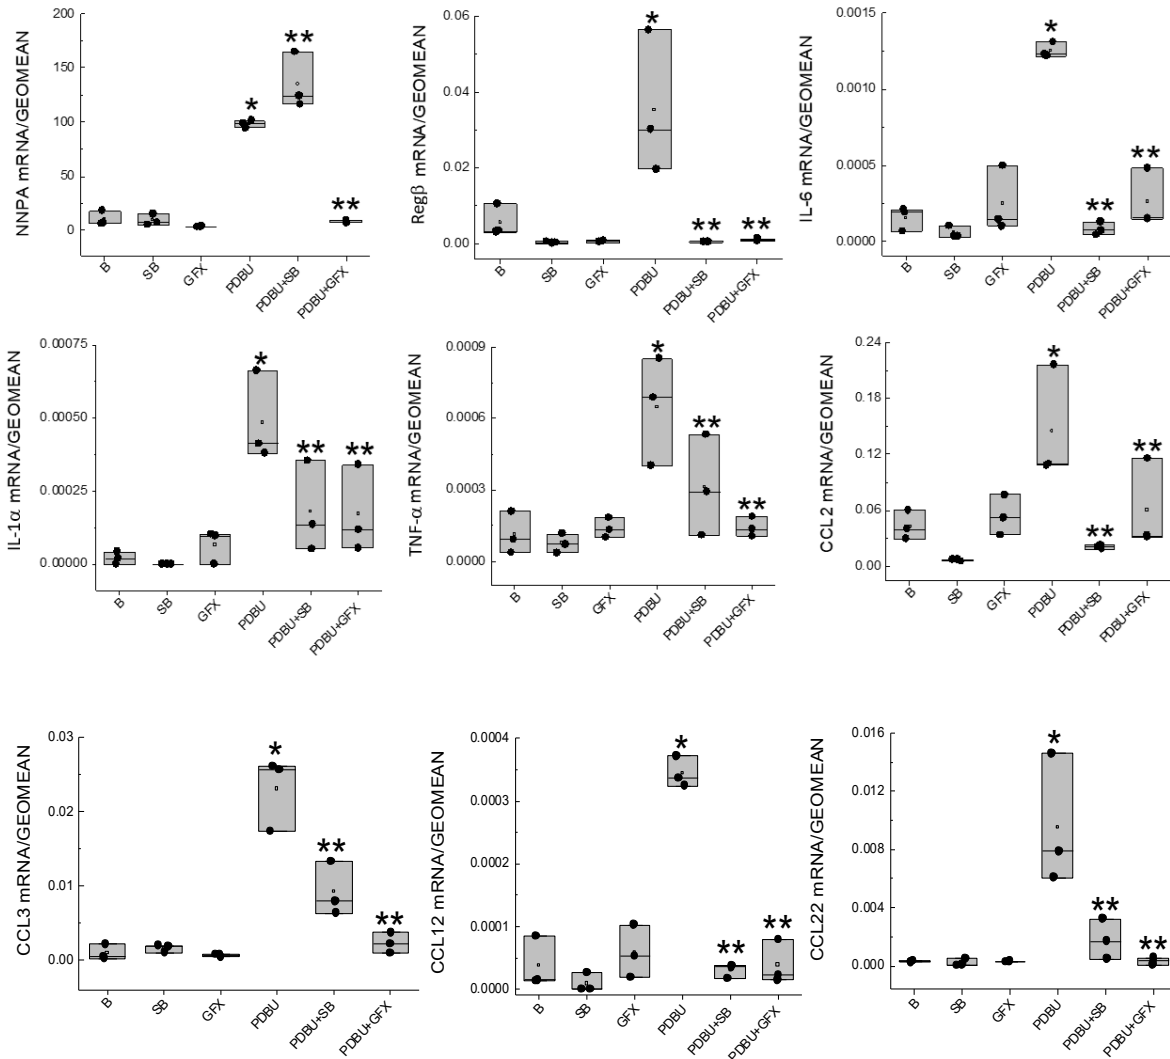 NNPA mRNA/GEOMEAN
200
150
100
50
0
*
**
**
B
SB
GFX
PDBU
PDBU+SB
PDBU+GFX
Regβ mRNA/GEOMEAN
0.06
0.04
0.02
0.00
*
**
**
B
SB
GFX
PDBU
PDBU+SB
PDBU+GFX
IL-6 mRNA/GEOMEAN
0.0015
0.0010
0.0005
0.0000
*
**
**
B
SB
GFX
PDBU
PDBU+SB
PDBU+GFX
IL-1α mRNA/GEOMEAN
0.00075
0.00050
0.00025
0.00000
*
**
**
B
SB
GFX
PDBU
PDBU+SB
PDBU+GFX
TNF-α mRNA/GEOMEAN
0.0009
0.0006
0.0003
0.0000
*
**
**
B
SB
GFX
PDBU
PDBU+SB
PDBU+GFX
CCL2 mRNA/GEOMEAN
0.24
0.18
0.12
0.06
0.00
*
**
**
B
SB
GFX
PDBU
PDBU+SB
PDBU+GFX
CCL3 mRNA/GEOMEAN
0.03
0.02
0.01
0.00
*
**
**
B
SB
GFX
PDBU
PDBU+SB
PDBU+GFX
CCL12 mRNA/GEOMEAN
0.0004
0.0003
0.0002
0.0001
0.0000
*
**
**
B
SB
GFX
PDBU
PDBU+SB
PDBU+GFX
CCL22 mRNA/GEOMEAN
0.016
0.012
0.008
0.004
0.000
*
**
**
B
SB
GFX
PDBU
PDBU+SB
PDBU+GFX